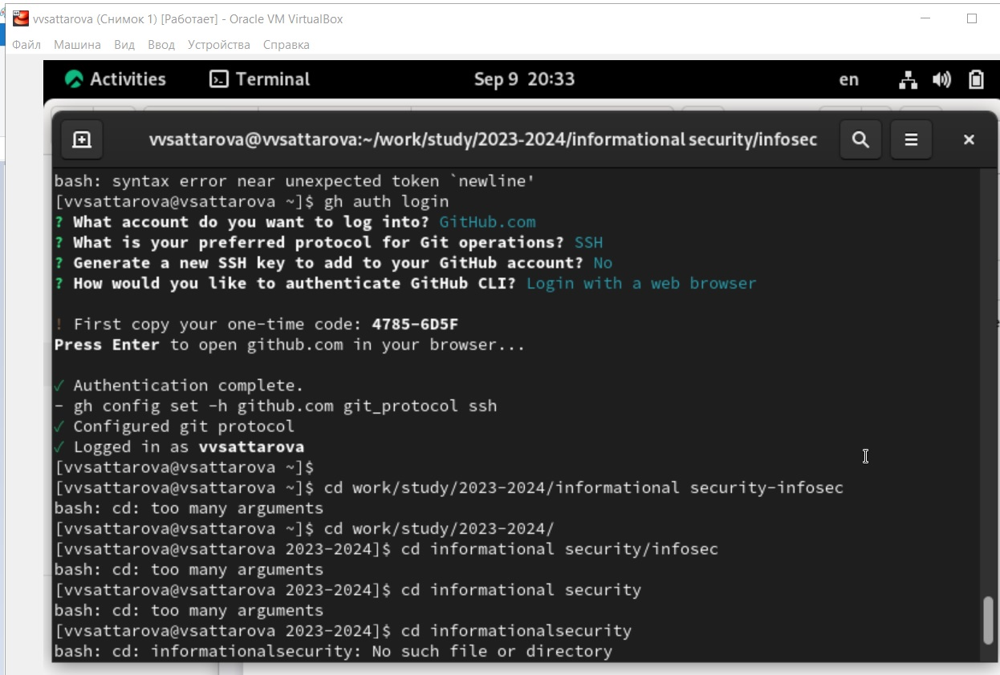 vvsattarova (Снимок 1) [Работает] - Oracle VM VirtualBox
Файл Машина Вид Ввод Устройства Справка
Activities Terminal Sep 9 20:33 en
vvsattarova@vvsattarova:~/work/study/2023-2024/informational security/infosec
bash: syntax error near unexpected token `newline'
[vvsattarova@vsattarova ~]$ gh auth login
? What account do you want to log into? GitHub.com
? What is your preferred protocol for Git operations? SSH
? Generate a new SSH key to add to your GitHub account? No
? How would you like to authenticate GitHub CLI? Login with a web browser
! First copy your one-time code: 4785-6D5F
Press Enter to open github.com in your browser...
✓ Authentication complete.
- gh config set -h github.com git_protocol ssh
✓ Configured git protocol
✓ Logged in as vvsattarova
[vvsattarova@vsattarova ~]$
[vvsattarova@vsattarova ~]$ cd work/study/2023-2024/informational security-infosec
bash: cd: too many arguments
[vvsattarova@vsattarova ~]$ cd work/study/2023-2024/
[vvsattarova@vsattarova 2023-2024]$ cd informational security/infosec
bash: cd: too many arguments
[vvsattarova@vsattarova 2023-2024]$ cd informational security
bash: cd: too many arguments
[vvsattarova@vsattarova 2023-2024]$ cd informationalsecurity
bash: cd: informationalsecurity: No such file or directory